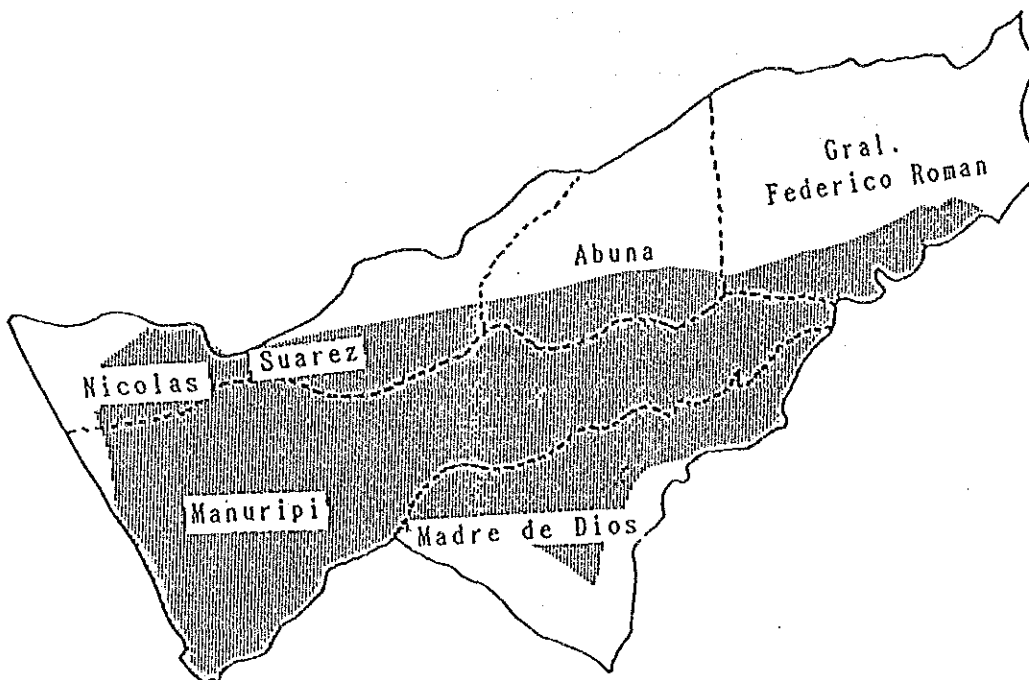 Gral.
Federico Roman
Abuna
Suarez
Nicolas
Manuripi
Madre de Dios